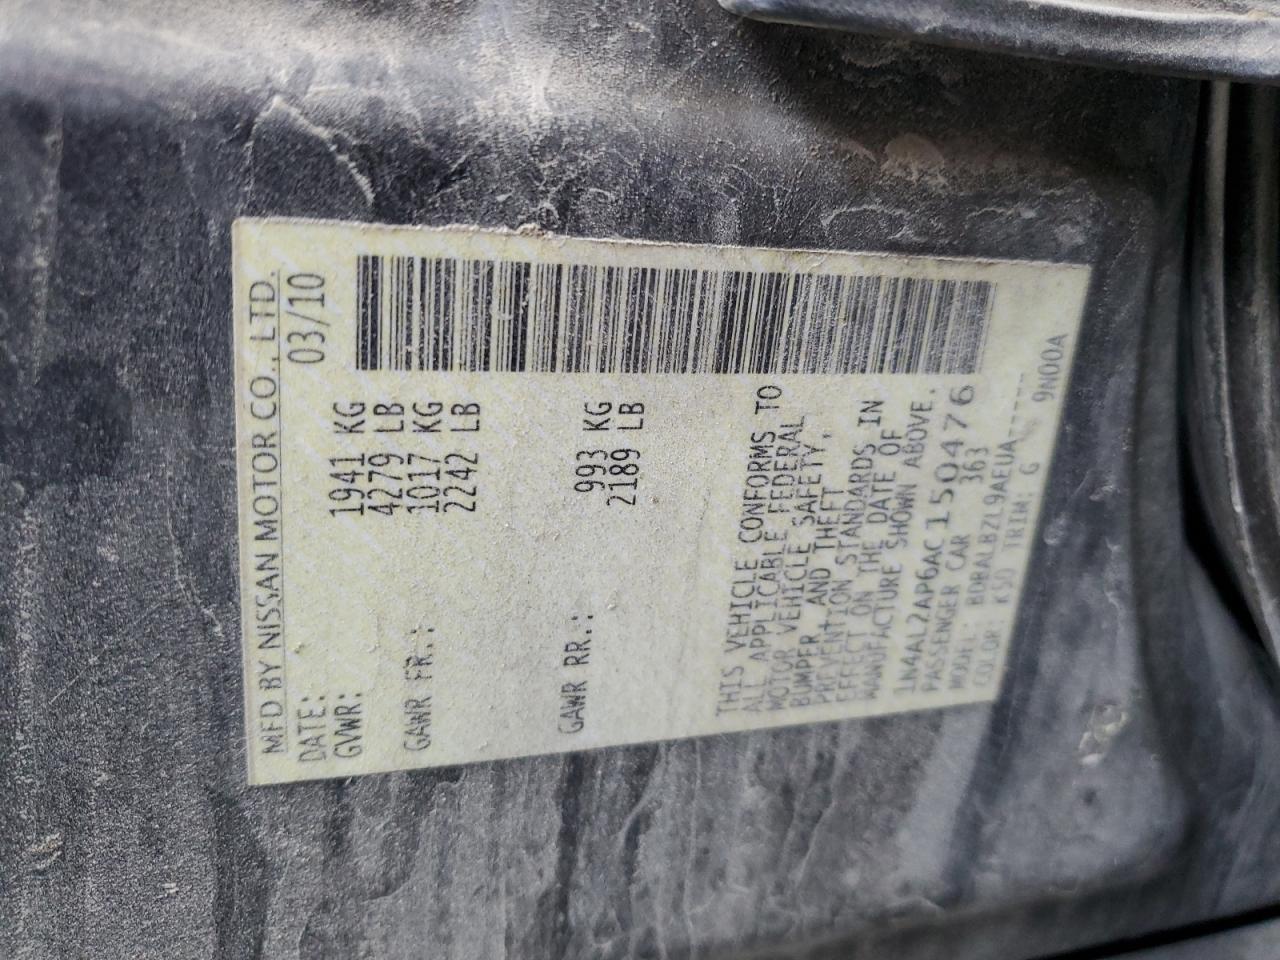 MFD BY NISSAN MOTOR CO., LTD.
DATE: 03/10
GVWR: 1941 KG
4279 LB
GAWR FR.: 1017 KG
2242 LB
GAWR RR.: 993 KG
2189 LB
THIS VEHICLE CONFORMS TO
ALL APPLICABLE FEDERAL
MOTOR VEHICLE SAFETY,
BUMPER, AND THEFT
PREVENTION STANDARDS IN
EFFECT ON THE DATE OF
MANUFACTURE SHOWN ABOVE.
1N4AL2AP6AC150476
PASSENGER CAR 363
MODEL: BDBALBZL9AEUA-----
COLOR: K50 TRIM: G 9N00A